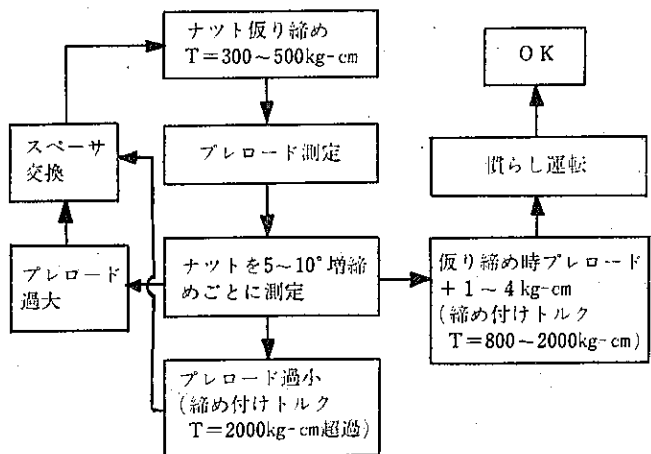 ナツト仮り締め
T=300~500kg-cm
OK
スペーサ
交換
プレロード測定
慣らし運転
プレロード
過大
ナツトを5~10°増締
めごとに測定
仮り締め時プレロード
+1~4kg-cm
(締め付けトルク
T=800~2000kg-cm)
プレロード過小
(締め付けトルク
T=2000kg-cm超過)